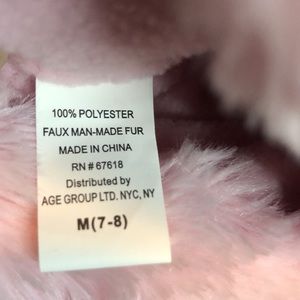 100% POLYESTER
FAUX MAN-MADE FUR
MADE IN CHINA
RN # 67618
Distributed by
AGE GROUP LTD. NYC, NY
M(7-8)